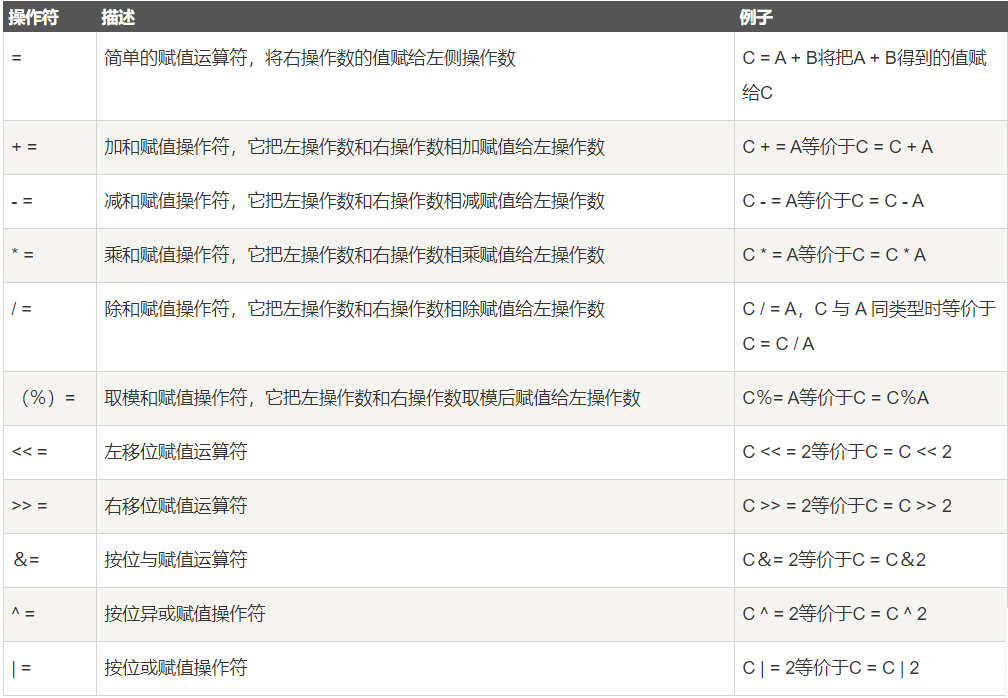 操作符 描述 例子
= 简单的赋值运算符，将右操作数的值赋给左侧操作数 C = A + B将把A + B得到的值赋
给C
+ = 加和赋值操作符，它把左操作数和右操作数相加赋值给左操作数 C + = A等价于C = C + A
- = 减和赋值操作符，它把左操作数和右操作数相减赋值给左操作数 C - = A等价于C = C - A
* = 乘和赋值操作符，它把左操作数和右操作数相乘赋值给左操作数 C * = A等价于C = C * A
/ = 除和赋值操作符，它把左操作数和右操作数相除赋值给左操作数 C / = A，C 与 A 同类型时等价于
C = C / A
（%）= 取模和赋值操作符，它把左操作数和右操作数取模后赋值给左操作数 C％= A等价于C = C％A
<< = 左移位赋值运算符 C << = 2等价于C = C << 2
>> = 右移位赋值运算符 C >> = 2等价于C = C >> 2
＆= 按位与赋值运算符 C＆= 2等价于C = C＆2
^ = 按位异或赋值操作符 C ^ = 2等价于C = C ^ 2
| = 按位或赋值操作符 C | = 2等价于C = C | 2